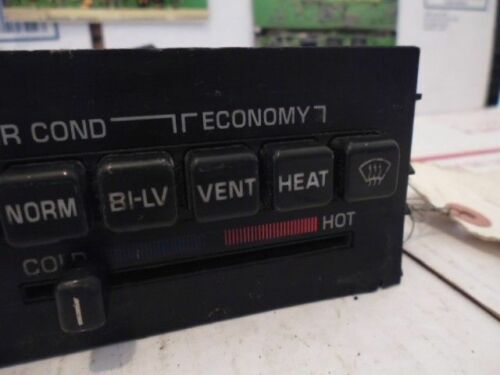 R COND ECONOMY
NORM BI-LV VENT HEAT
COLD HOT